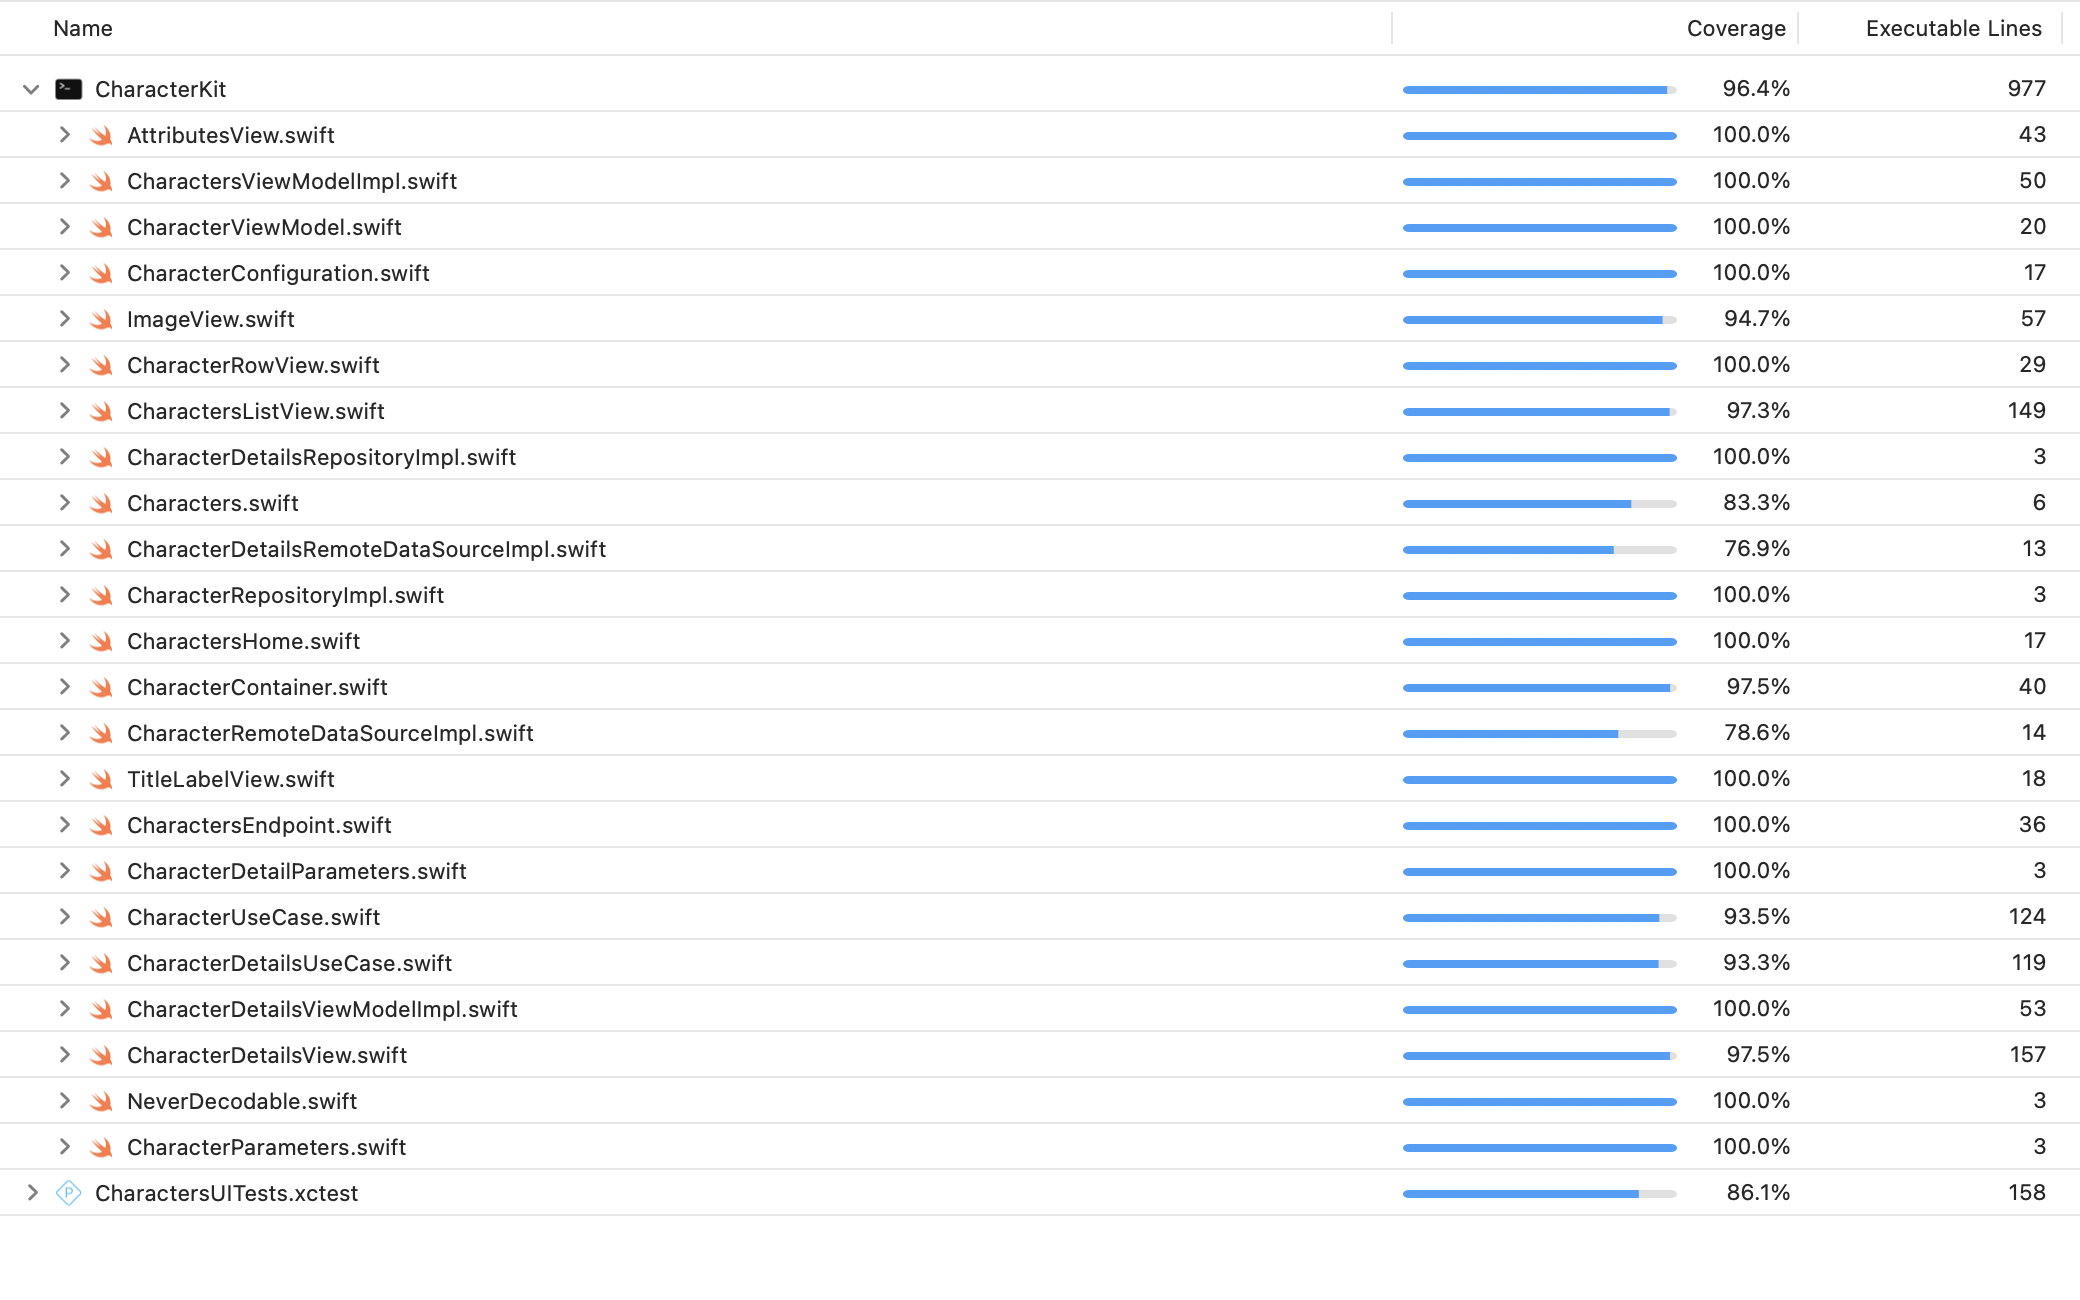 Name Coverage Executable Lines
CharacterKit 96.4% 977
AttributesView.swift 100.0% 43
CharactersViewModelImpl.swift 100.0% 50
CharacterViewModel.swift 100.0% 20
CharacterConfiguration.swift 100.0% 17
ImageView.swift 94.7% 57
CharacterRowView.swift 100.0% 29
CharactersListView.swift 97.3% 149
CharacterDetailsRepositoryImpl.swift 100.0% 3
Characters.swift 83.3% 6
CharacterDetailsRemoteDataSourceImpl.swift 76.9% 13
CharacterRepositoryImpl.swift 100.0% 3
CharactersHome.swift 100.0% 17
CharacterContainer.swift 97.5% 40
CharacterRemoteDataSourceImpl.swift 78.6% 14
TitleLabelView.swift 100.0% 18
CharactersEndpoint.swift 100.0% 36
CharacterDetailParameters.swift 100.0% 3
CharacterUseCase.swift 93.5% 124
CharacterDetailsUseCase.swift 93.3% 119
CharacterDetailsViewModelImpl.swift 100.0% 53
CharacterDetailsView.swift 97.5% 157
NeverDecodable.swift 100.0% 3
CharacterParameters.swift 100.0% 3
P CharactersUITests.xctest 86.1% 158